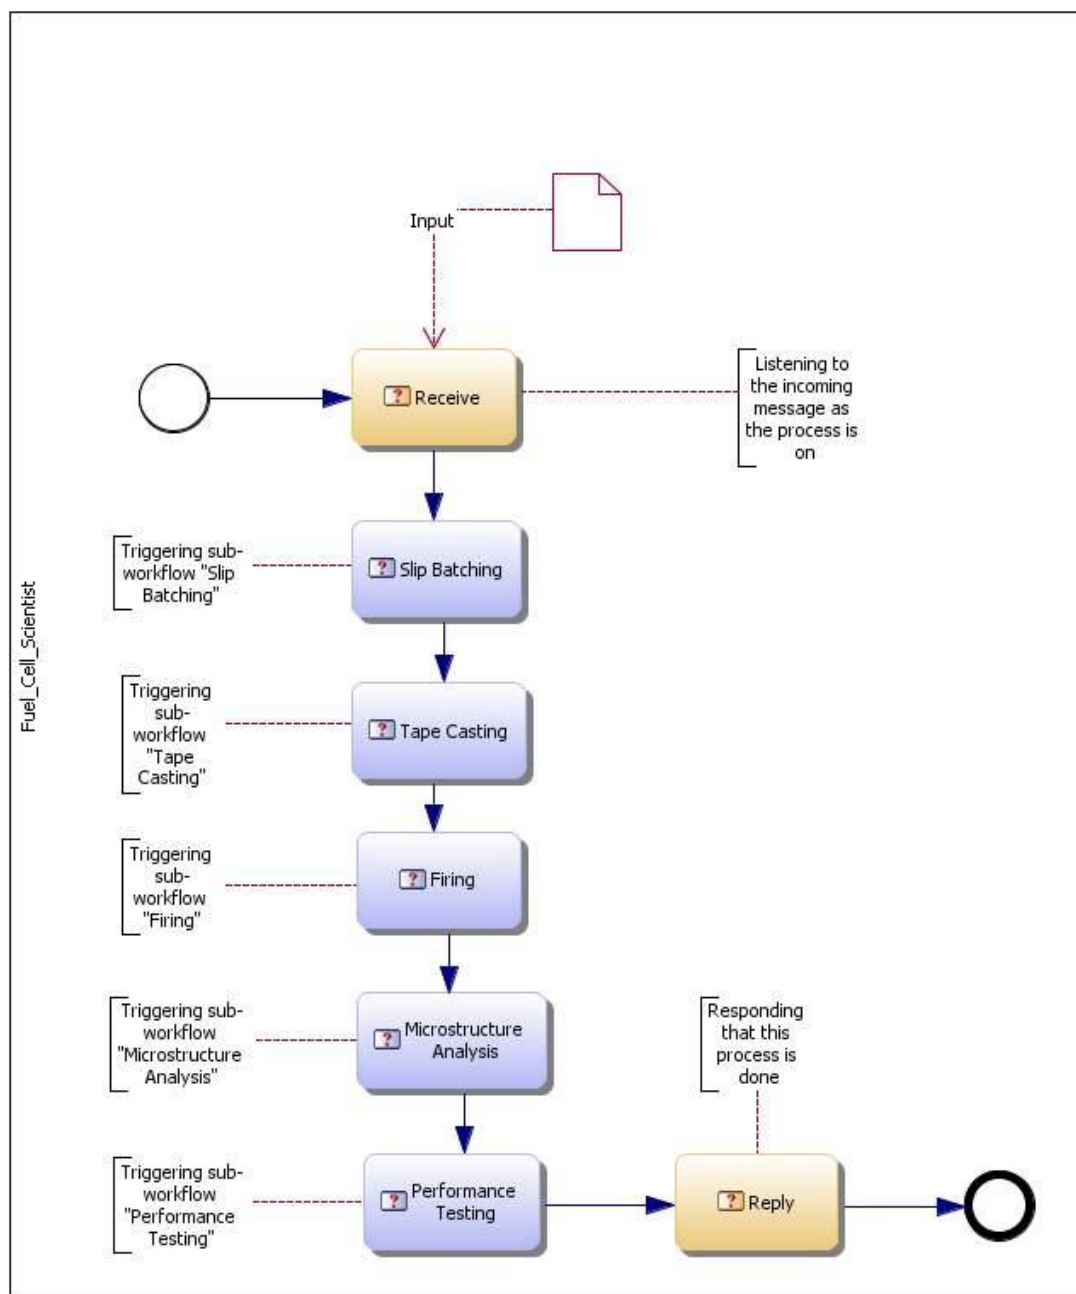 Fuel_Cell_Scientist
Input
Receive
Listening to
the incoming
message as
the process is
on
Triggering sub-
workflow "Slip
Batching"
Slip Batching
Triggering
sub-
workflow
"Tape
Casting"
Tape Casting
Triggering
sub-
workflow
"Firing"
Firing
Triggering sub-
workflow
"Microstructure
Analysis"
Microstructure
Analysis
Responding
that this
process is
done
Triggering sub-
workflow
"Performance
Testing"
Performance
Testing
Reply